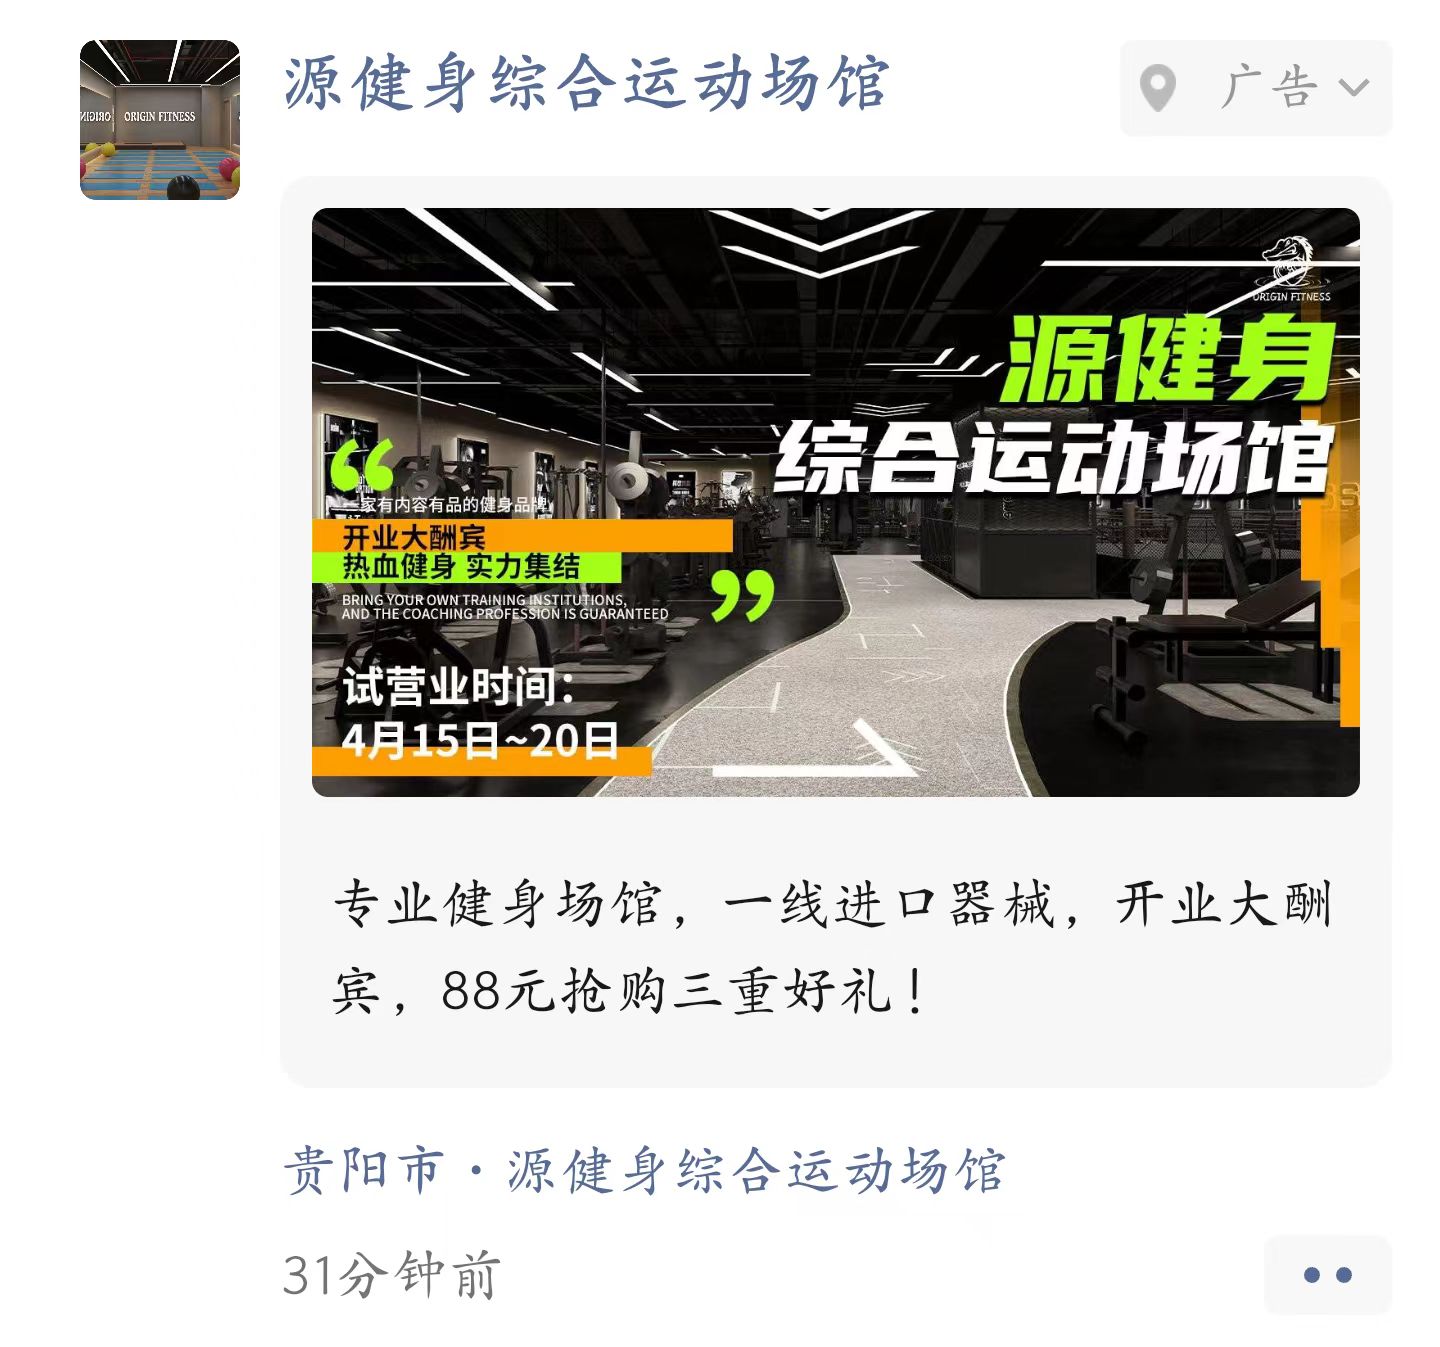 源健身综合运动场馆
广告
ORIGIN FITNESS
ORIGIN FITNESS
源健身
综合运动场馆
一家有内容有品的健身品牌
开业大酬宾
热血健身 实力集结
BRING YOUR OWN TRAINING INSTITUTIONS,
AND THE COACHING PROFESSION IS GUARANTEED
试营业时间：
4月15日~20日
专业健身场馆，一线进口器械，开业大酬
宾，88元抢购三重好礼！
贵阳市·源健身综合运动场馆
31分钟前